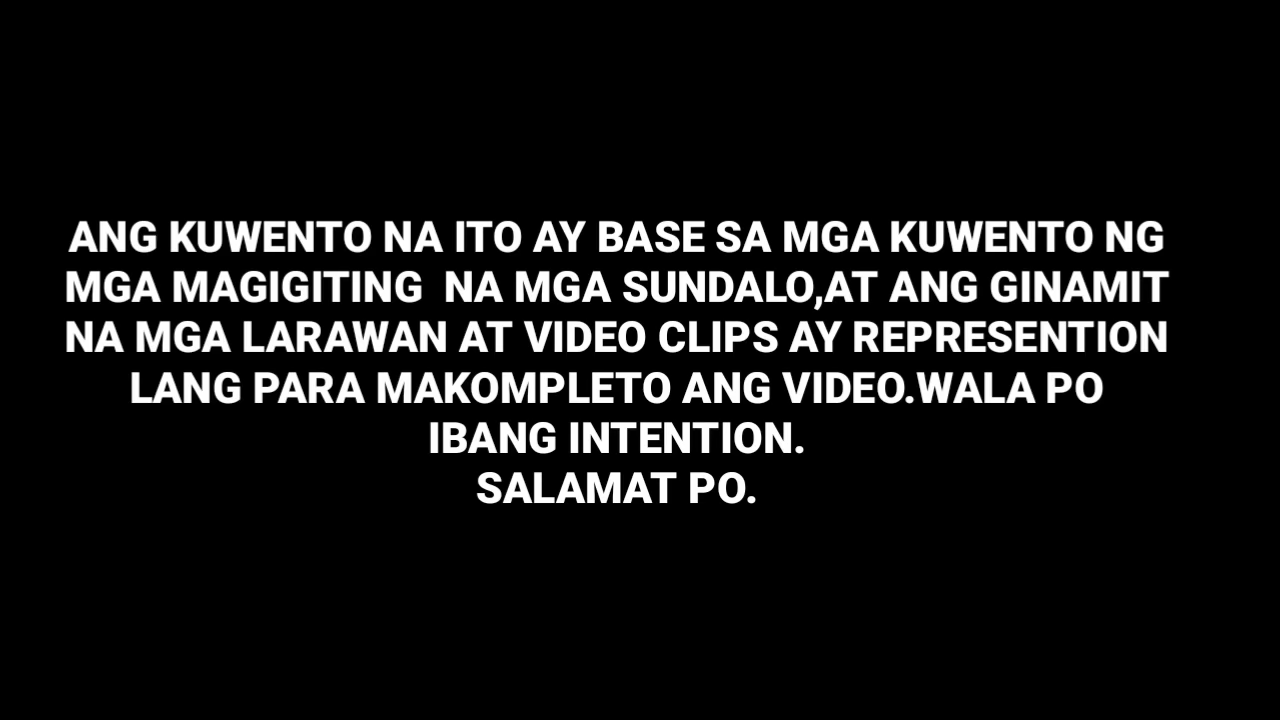 ANG KUWENTO NA ITO AY BASE SA MGA KUWENTO NG
MGA MAGIGITING  NA MGA SUNDALO,AT ANG GINAMIT
NA MGA LARAWAN AT VIDEO CLIPS AY REPRESENTION
LANG PARA MAKOMPLETO ANG VIDEO.WALA PO
IBANG INTENTION.
SALAMAT PO.